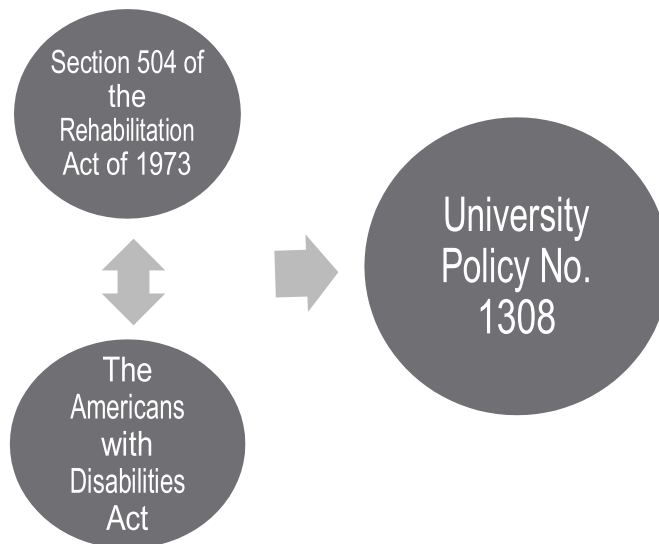 Section 504 of
the
Rehabilitation
Act of 1973
The
Americans
with
Disabilities
Act
University
Policy No.
1308